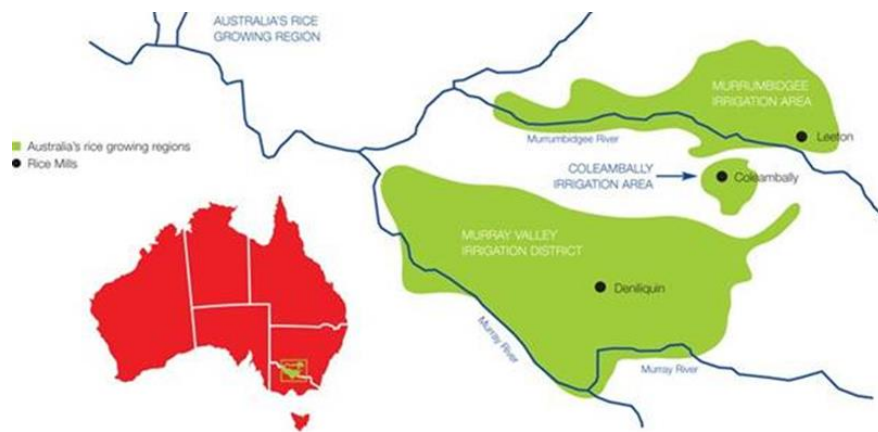 AUSTRALIA'S RICE
GROWING REGION
MURRUMBIDGEE
IRRIGATION AREA
Leeton
Murrumbidgee River
Australia's rice growing regions
Rice Mills
COLEAMBALLY
IRRIGATION AREA
Coleambally
MURRAY VALLEY
IRRIGATION DISTRICT
Deniliquin
Murray River
Murray River